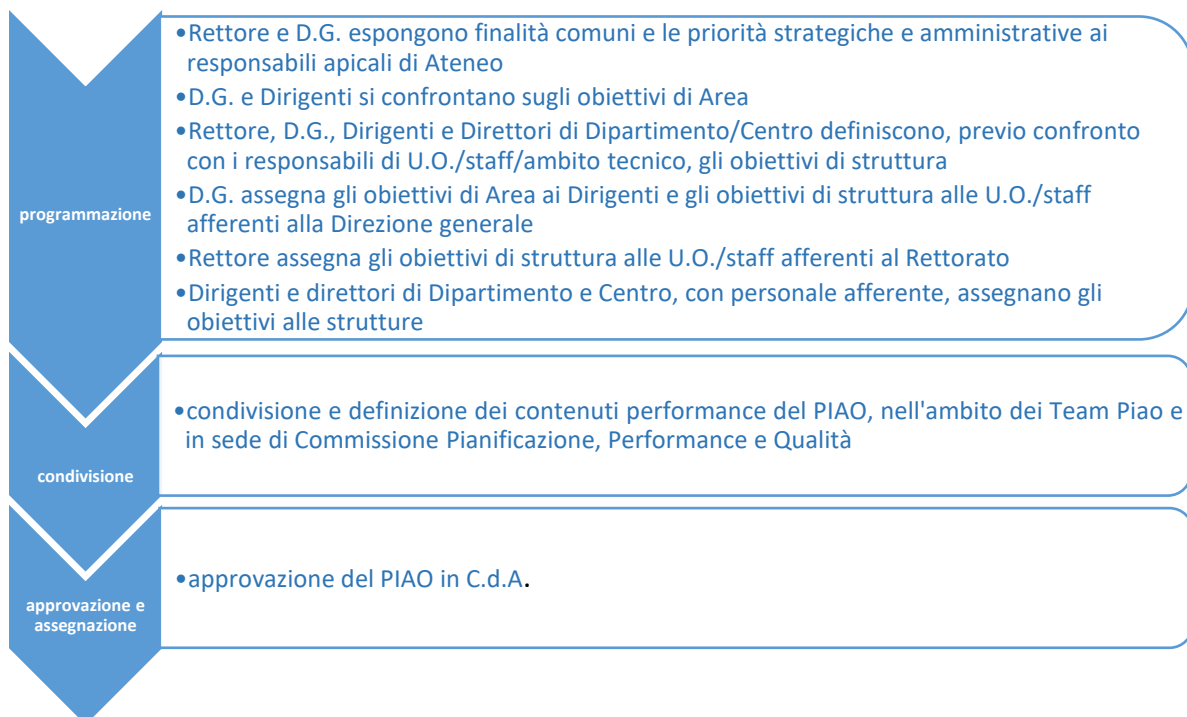 programmazione
•Rettore e D.G. espongono finalità comuni e le priorità strategiche e amministrative ai
responsabili apicali di Ateneo
•D.G. e Dirigenti si confrontano sugli obiettivi di Area
•Rettore, D.G., Dirigenti e Direttori di Dipartimento/Centro definiscono, previo confronto
con i responsabili di U.O./staff/ambito tecnico, gli obiettivi di struttura
•D.G. assegna gli obiettivi di Area ai Dirigenti e gli obiettivi di struttura alle U.O./staff
afferenti alla Direzione generale
•Rettore assegna gli obiettivi di struttura alle U.O./staff afferenti al Rettorato
•Dirigenti e direttori di Dipartimento e Centro, con personale afferente, assegnano gli
obiettivi alle strutture
condivisione
•condivisione e definizione dei contenuti performance del PIAO, nell'ambito dei Team Piao e
in sede di Commissione Pianificazione, Performance e Qualità
approvazione e
assegnazione
•approvazione del PIAO in C.d.A.